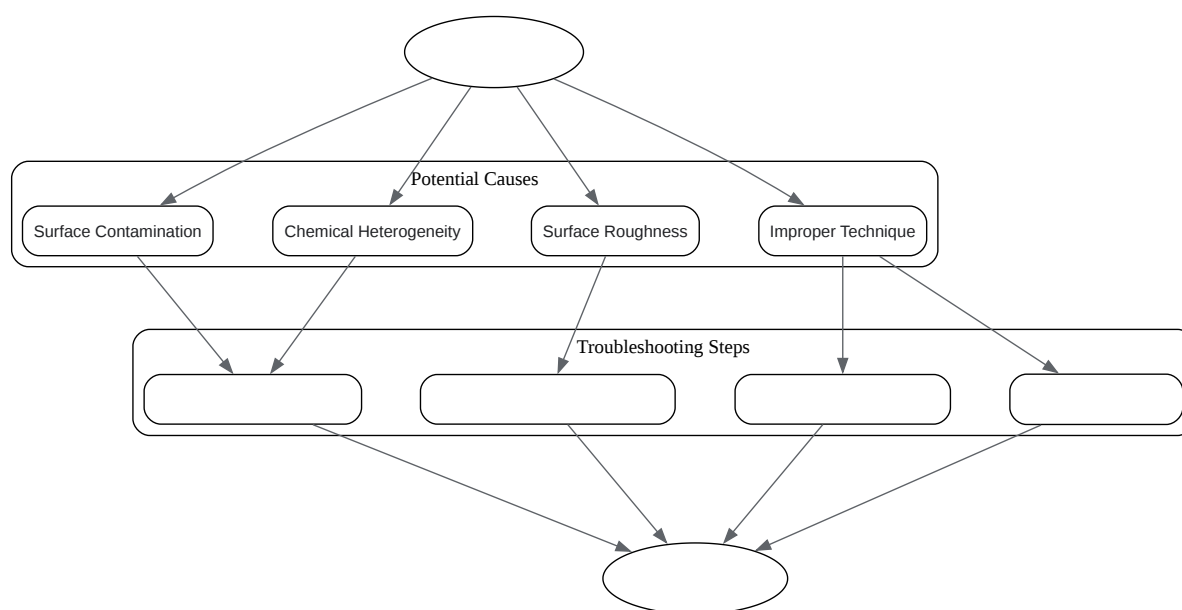 Potential Causes
Surface Contamination
Chemical Heterogeneity
Surface Roughness
Improper Technique
Troubleshooting Steps